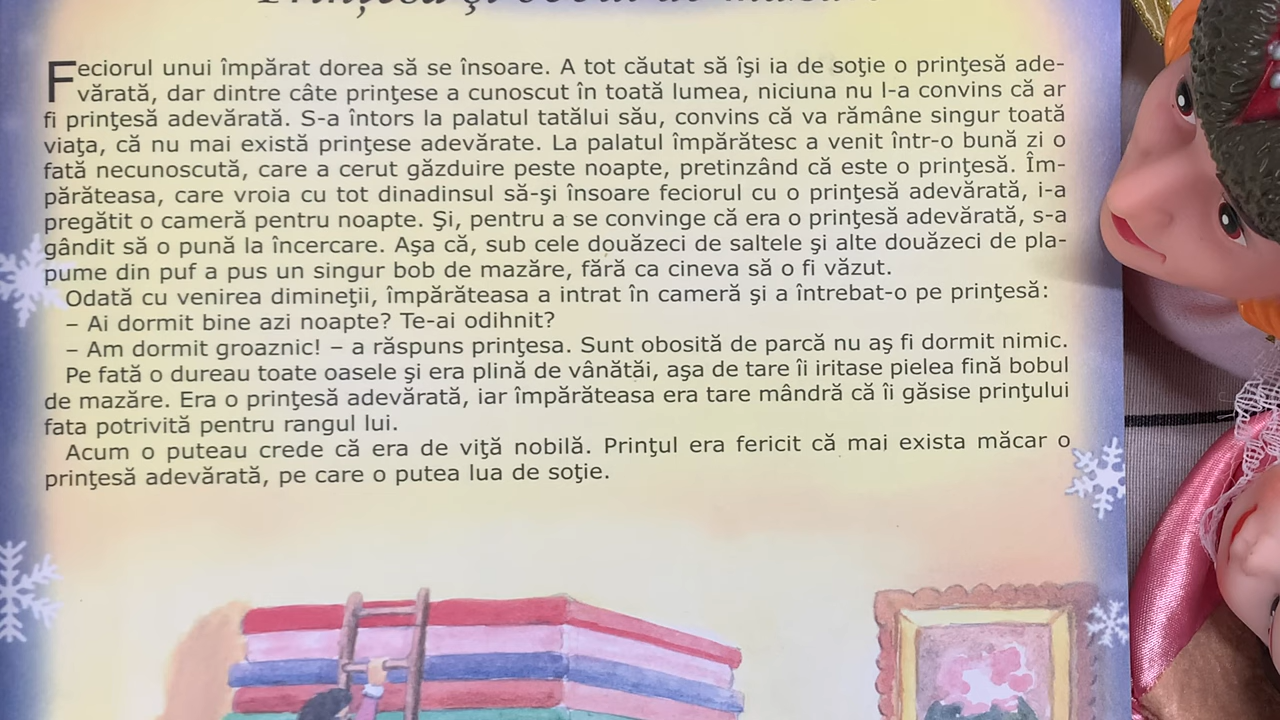 Prinţesa şi bobul de mazăre
Feciorul unui împărat dorea să se însoare. A tot căutat să îşi ia de soţie o prinţesă ade-
vărată, dar dintre câte prinţese a cunoscut în toată lumea, niciuna nu l-a convins că ar
fi prinţesă adevărată. S-a întors la palatul tatălui său, convins că va rămâne singur toată
viaţa, că nu mai există prinţese adevărate. La palatul împărătesc a venit într-o bună zi o
fată necunoscută, care a cerut găzduire peste noapte, pretinzând că este o prinţesă. Îm-
părăteasa, care vroia cu tot dinadinsul să-şi însoare feciorul cu o prinţesă adevărată, i-a
pregătit o cameră pentru noapte. Şi, pentru a se convinge că era o prinţesă adevărată, s-a
gândit să o pună la încercare. Aşa că, sub cele douăzeci de saltele şi alte douăzeci de pla-
pume din puf a pus un singur bob de mazăre, fără ca cineva să o fi văzut.
Odată cu venirea dimineţii, împărăteasa a intrat în cameră şi a întrebat-o pe prinţesă:
– Ai dormit bine azi noapte? Te-ai odihnit?
– Am dormit groaznic! – a răspuns prinţesa. Sunt obosită de parcă nu aş fi dormit nimic.
Pe fată o dureau toate oasele şi era plină de vânătăi, aşa de tare îi iritase pielea fină bobul
de mazăre. Era o prinţesă adevărată, iar împărăteasa era tare mândră că îi găsise prinţului
fata potrivită pentru rangul lui.
Acum o puteau crede că era de viţă nobilă. Prinţul era fericit că mai exista măcar o
prinţesă adevărată, pe care o putea lua de soţie.